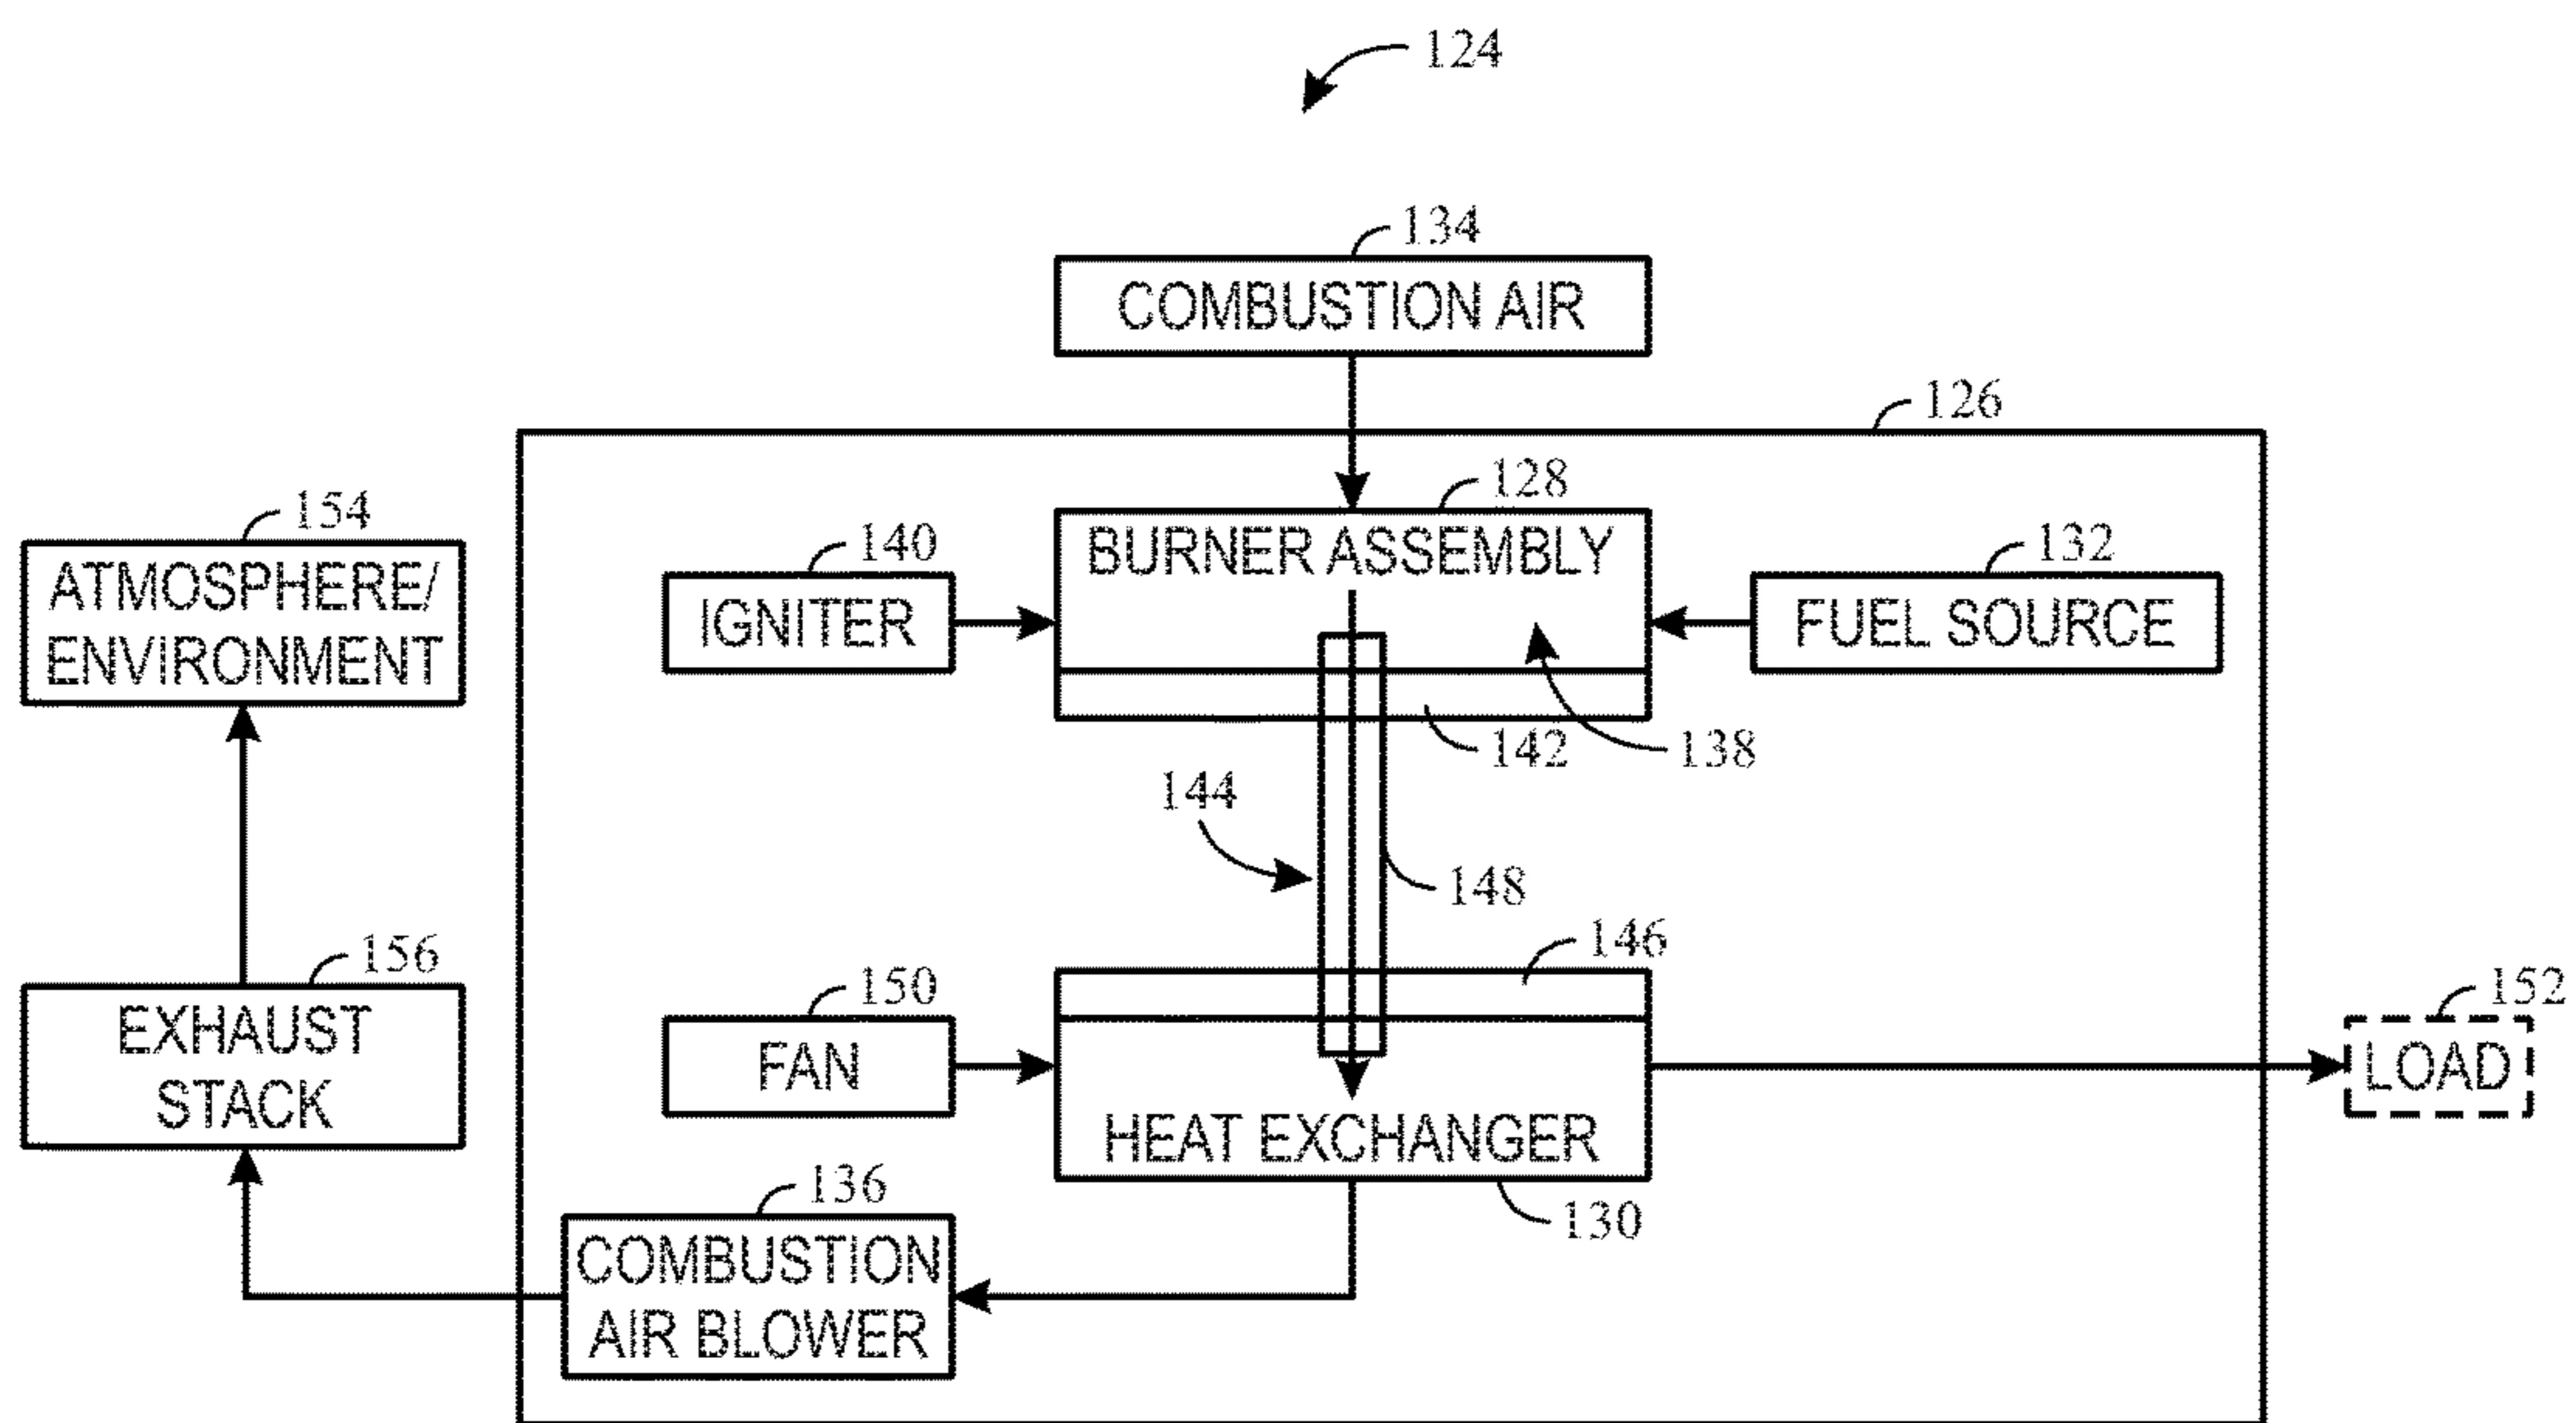 124
134
COMBUSTION AIR
126
128
BURNER ASSEMBLY
154
ATMOSPHERE/
ENVIRONMENT
140
IGNITER
132
FUEL SOURCE
142
138
144
148
146
156
EXHAUST
STACK
150
FAN
152
LOAD
HEAT EXCHANGER
136
COMBUSTION
AIR BLOWER
130